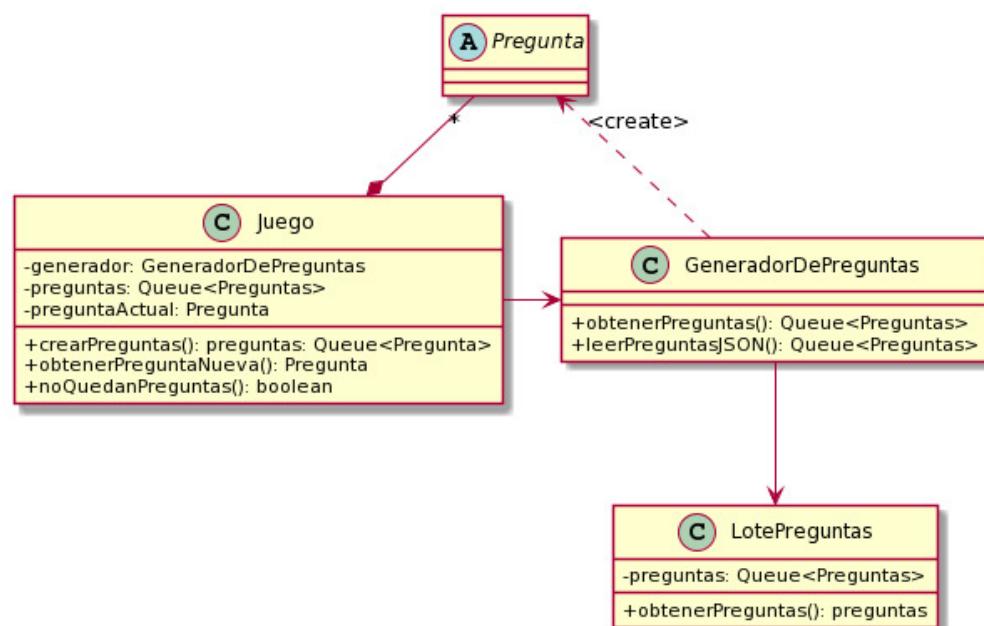 A Pregunta
*
<create>
C Juego
-generador: GeneradorDePreguntas
-preguntas: Queue<Preguntas>
-preguntaActual: Pregunta
+crearPreguntas(): preguntas: Queue<Pregunta>
+obtenerPreguntaNueva(): Pregunta
+noQuedanPreguntas(): boolean
C GeneradorDePreguntas
+obtenerPreguntas(): Queue<Preguntas>
+leerPreguntasJSON(): Queue<Preguntas>
C LotePreguntas
-preguntas: Queue<Preguntas>
+obtenerPreguntas(): preguntas